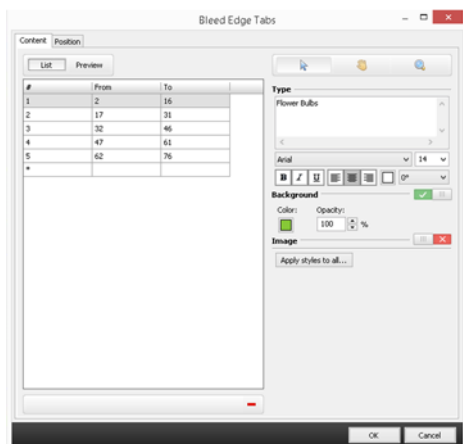 Bleed Edge Tabs
Content Position
List Preview
# From To
1 2 16
2 17 31
3 32 46
4 47 61
5 62 76
*
Type
Flower Bulbs
Arial 14
B I U 0°
Background
Color: Opacity:
100 %
Image
Apply styles to all...
OK Cancel